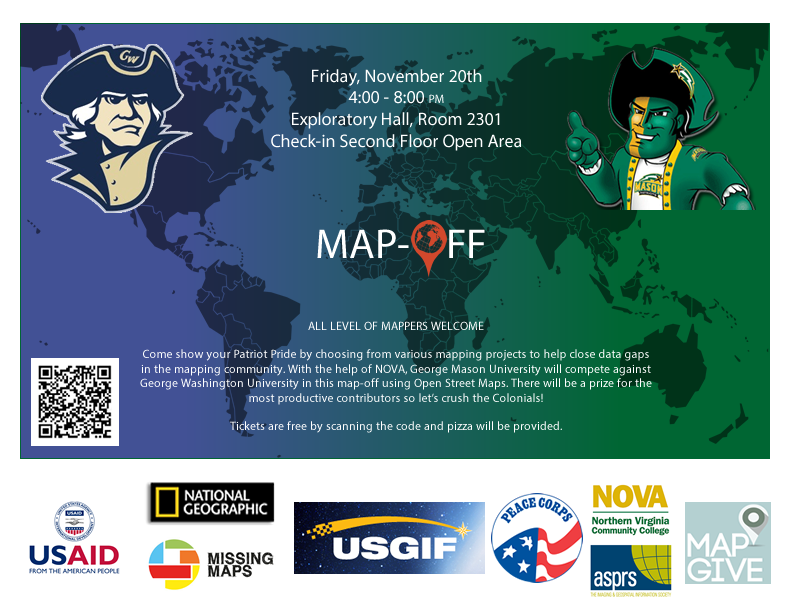 GW
Friday, November 20th
4:00 - 8:00 PM
Exploratory Hall, Room 2301
Check-in Second Floor Open Area
MASON
MAP-OFF
ALL LEVEL OF MAPPERS WELCOME
Come show your Patriot Pride by choosing from various mapping projects to help close data gaps
in the mapping community. With the help of NOVA, George Mason University will compete against
George Washington University in this map-off using Open Street Maps. There will be a prize for the
most productive contributors so let's crush the Colonials!
Tickets are free by scanning the code and pizza will be provided.
USAID
USAID
FROM THE AMERICAN PEOPLE
NATIONAL
GEOGRAPHIC
MISSING
MAPS
USGIF
PEACE CORPS
NOVA
Northern Virginia
Community College
asprs
THE IMAGING & GEOSPATIAL INFORMATION SOCIETY
MAP
GIVE